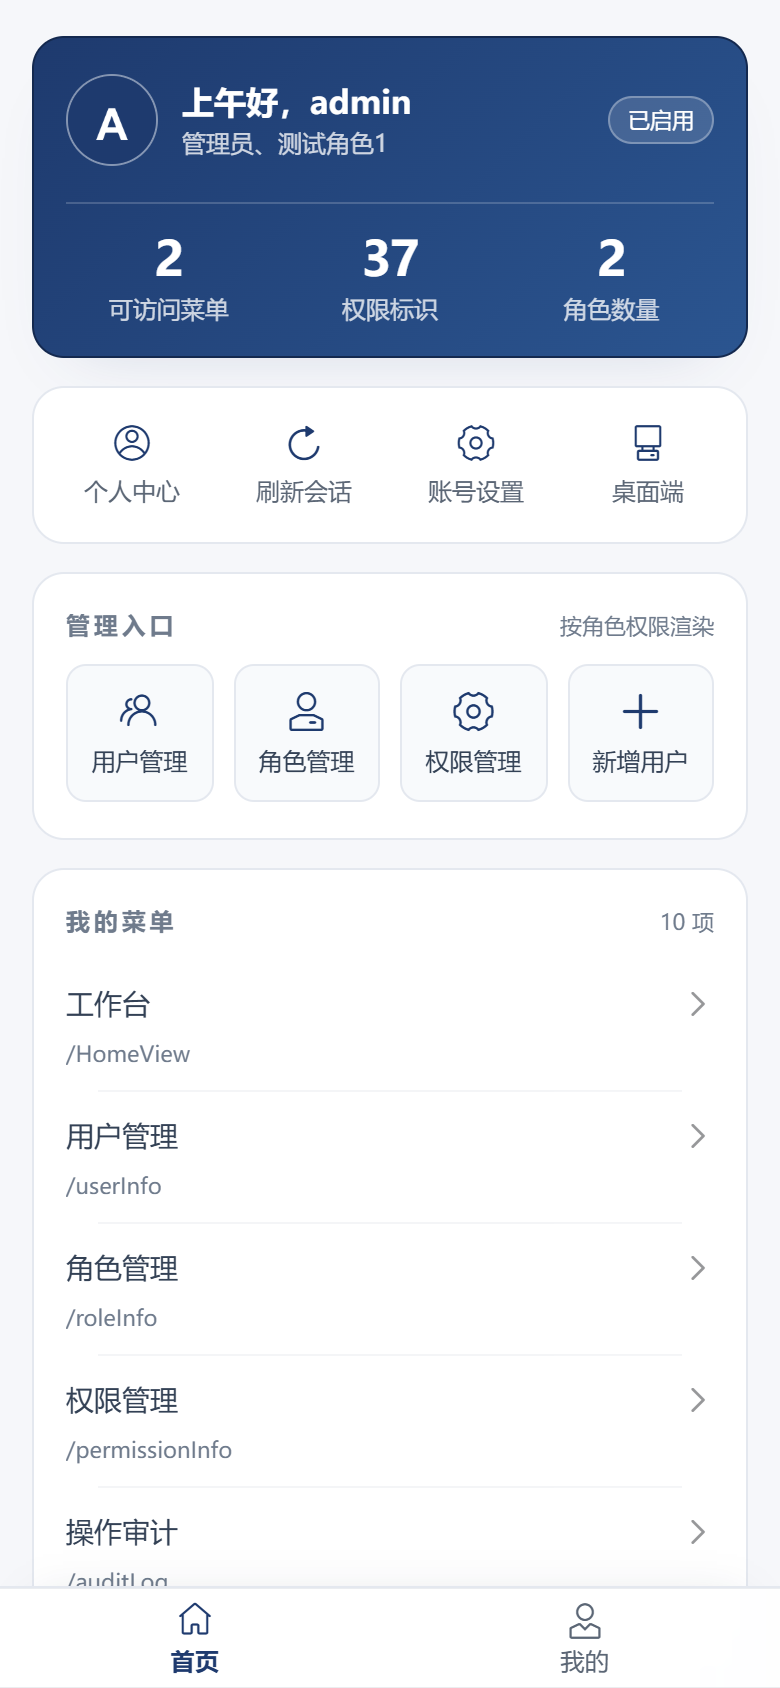 A
上午好，admin
管理员、测试角色1
已启用
2
37
2
可访问菜单
权限标识
角色数量
个人中心
刷新会话
账号设置
桌面端
管理入口
按角色权限渲染
用户管理
角色管理
权限管理
新增用户
我的菜单
10 项
工作台
/HomeView
用户管理
/userInfo
角色管理
/roleInfo
权限管理
/permissionInfo
操作审计
/auditLog
首页
我的